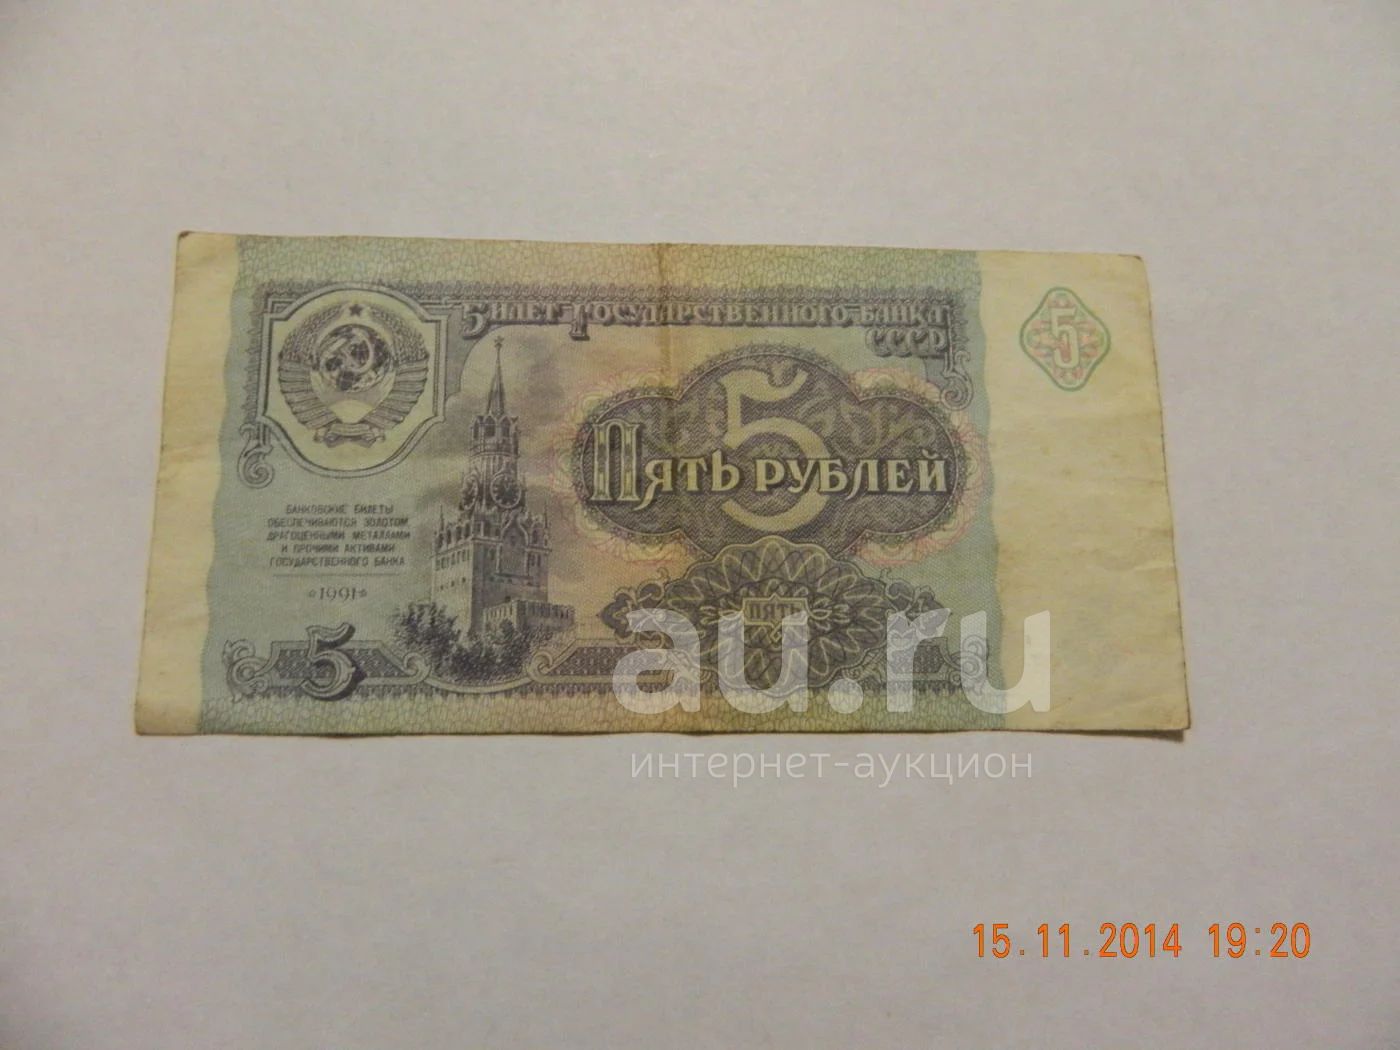 Билет Государственного Банка
СССР
5
5
Пять рублей
БАНКОВСКИЕ БИЛЕТЫ
ОБЕСПЕЧИВАЮТСЯ ЗОЛОТОМ,
ДРАГОЦЕННЫМИ МЕТАЛЛАМИ
И ПРОЧИМИ АКТИВАМИ
ГОСУДАРСТВЕННОГО БАНКА
1991
ПЯТЬ
5
au.ru
интернет-аукцион
15.11.2014 19:20